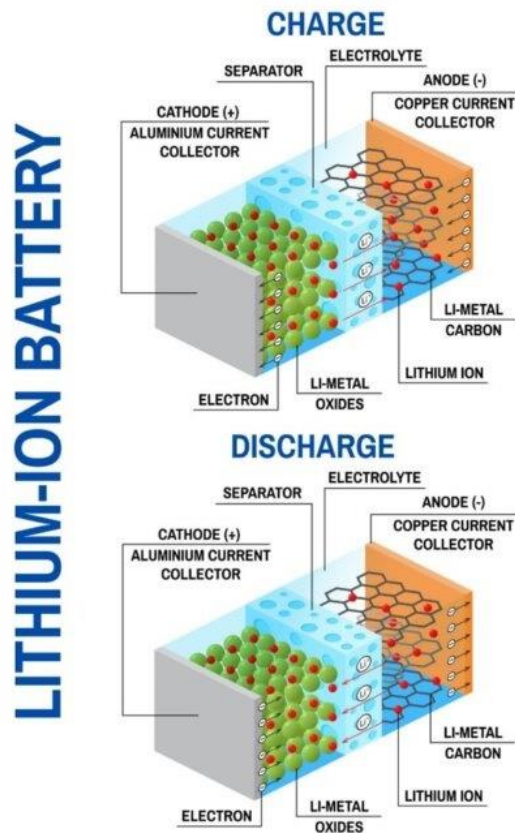 LITHIUM-ION BATTERY
CHARGE
ELECTROLYTE
SEPARATOR
ANODE (-)
COPPER CURRENT
COLLECTOR
CATHODE (+)
ALUMINIUM CURRENT
COLLECTOR
LI-METAL
CARBON
LITHIUM ION
ELECTRON
LI-METAL
OXIDES
DISCHARGE
ELECTROLYTE
SEPARATOR
ANODE (-)
COPPER CURRENT
COLLECTOR
CATHODE (+)
ALUMINIUM CURRENT
COLLECTOR
LI-METAL
CARBON
LITHIUM ION
ELECTRON
LI-METAL
OXIDES